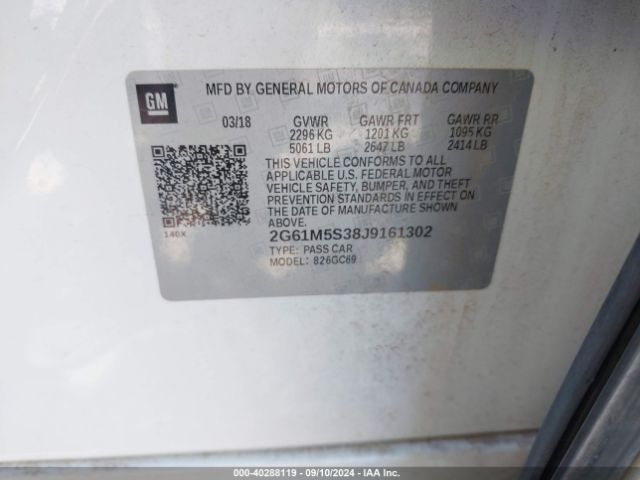 GM
MFD BY GENERAL MOTORS OF CANADA COMPANY
03/18 GVWR GAWR FRT GAWR RR
2296 KG 1201 KG 1095 KG
5061 LB 2647 LB 2414 LB
THIS VEHICLE CONFORMS TO ALL
APPLICABLE U.S. FEDERAL MOTOR
VEHICLE SAFETY, BUMPER, AND THEFT
PREVENTION STANDARDS IN EFFECT ON
THE DATE OF MANUFACTURE SHOWN
ABOVE.
140X
2G61M5S38J9161302
TYPE: PASS CAR
MODEL: 826GC69
000-40288119 - 09/10/2024 - IAA Inc.